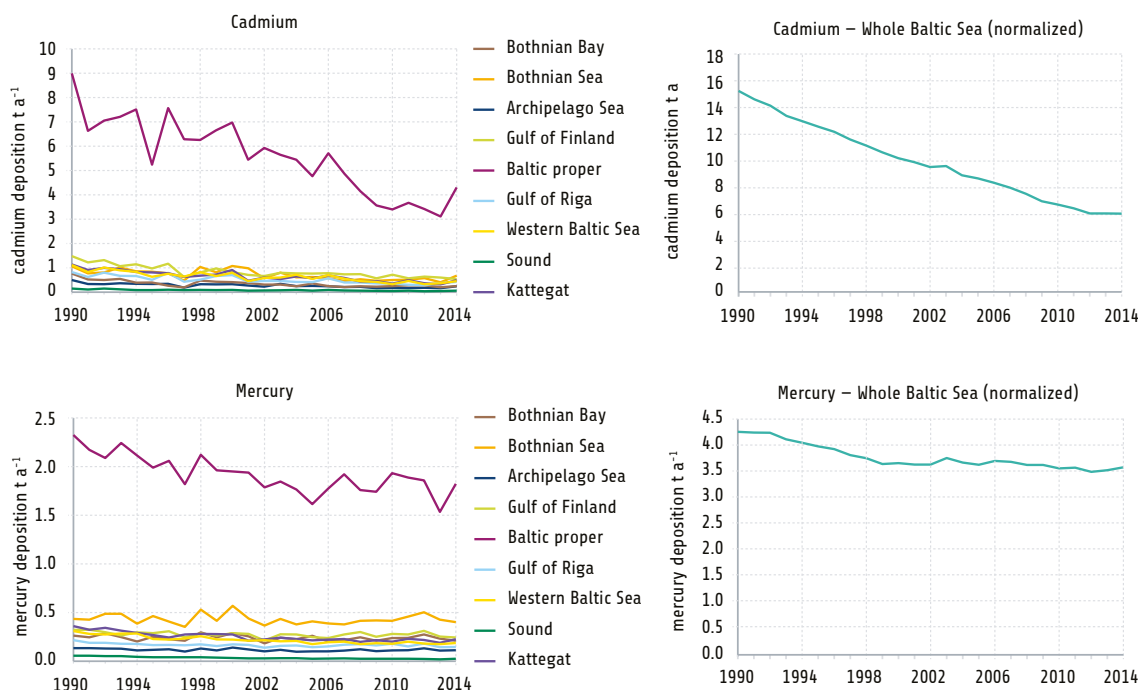 Cadmium
cadmium deposition t a⁻¹
10
9
8
7
6
5
4
3
2
1
0
1990 1994 1998 2002 2006 2010 2014
Bothnian Bay
Bothnian Sea
Archipelago Sea
Gulf of Finland
Baltic proper
Gulf of Riga
Western Baltic Sea
Sound
Kattegat
Cadmium – Whole Baltic Sea (normalized)
cadmium deposition t a
18
16
14
12
10
8
6
4
2
0
1990 1994 1998 2002 2006 2010 2014
Mercury
mercury deposition t a⁻¹
2.5
2.0
1.5
1.0
0.5
0.0
1990 1994 1998 2002 2006 2010 2014
Bothnian Bay
Bothnian Sea
Archipelago Sea
Gulf of Finland
Baltic proper
Gulf of Riga
Western Baltic Sea
Sound
Kattegat
Mercury – Whole Baltic Sea (normalized)
mercury deposition t a⁻¹
4.5
4.0
3.5
3.0
2.5
4.0
1.5
1.0
0.5
0.0
1990 1994 1998 2002 2006 2010 2014